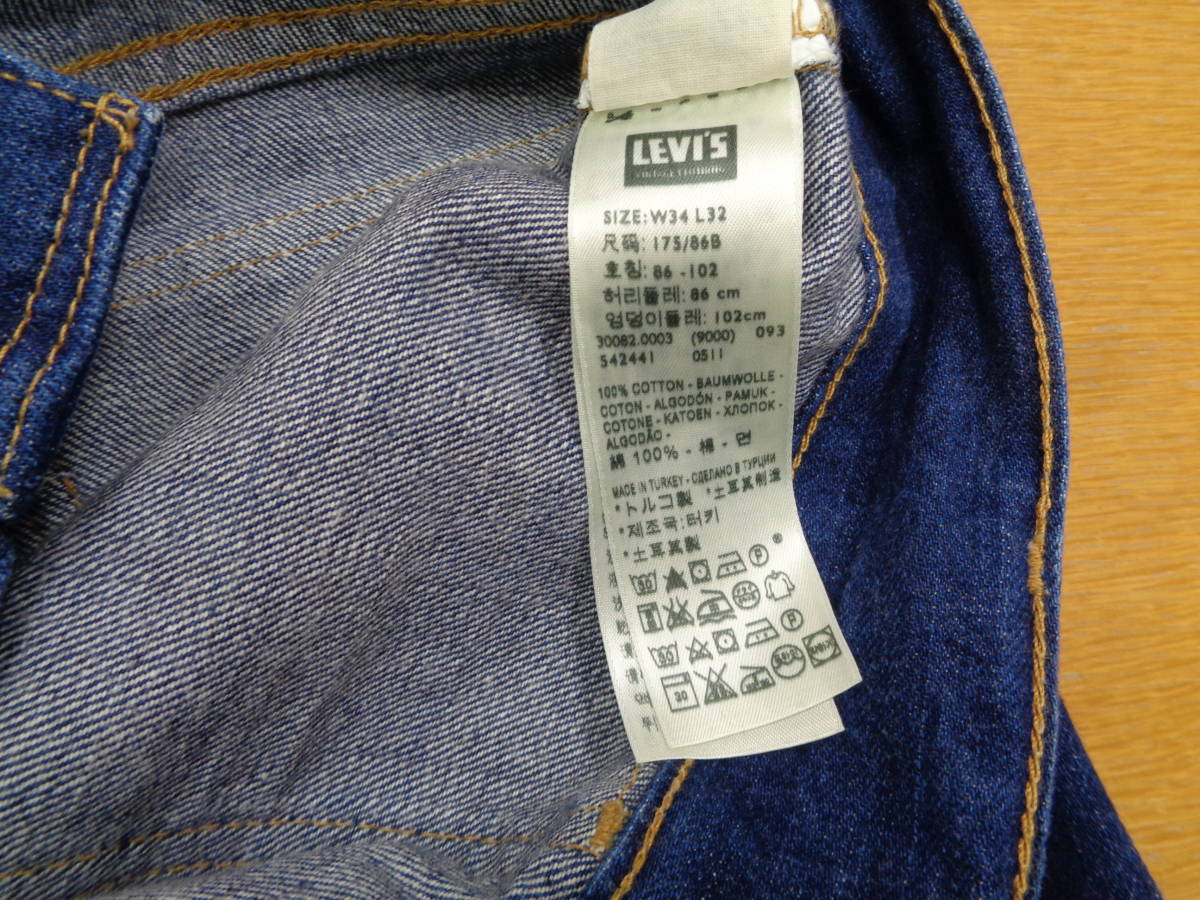 LEVI'S
VINTAGE CLOTHING
SIZE: W34 L32
尺码: 175/86B
호칭: 86 -102
허리둘레: 86 cm
엉덩이둘레: 102cm
30082.0003 (9000) 093
542441 0511
100% COTTON - BAUMWOLLE -
COTON - ALGODÓN - PAMUK -
COTONE - KATOEN - ХЛОПОК -
ALGODÃO -
綿 100% - 棉 - 면
MADE IN TURKEY - СДЕЛАНО В ТУРЦИИ
*トルコ製 *土耳其制造
*제조국:터키
*土耳其製
P ®
P
30